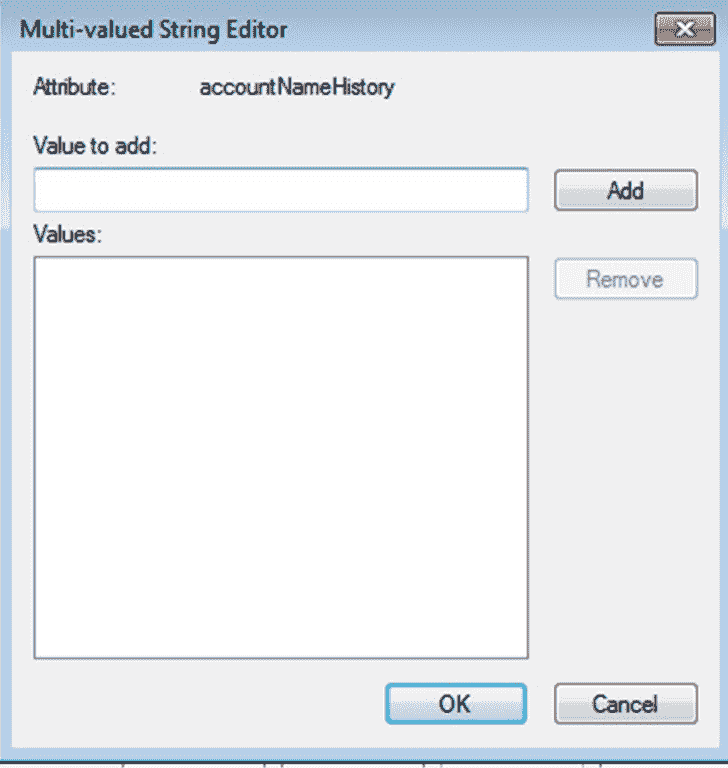 Multi-valued String Editor
Attribute: accountNameHistory
Value to add:
Add
Values:
Remove
OK Cancel